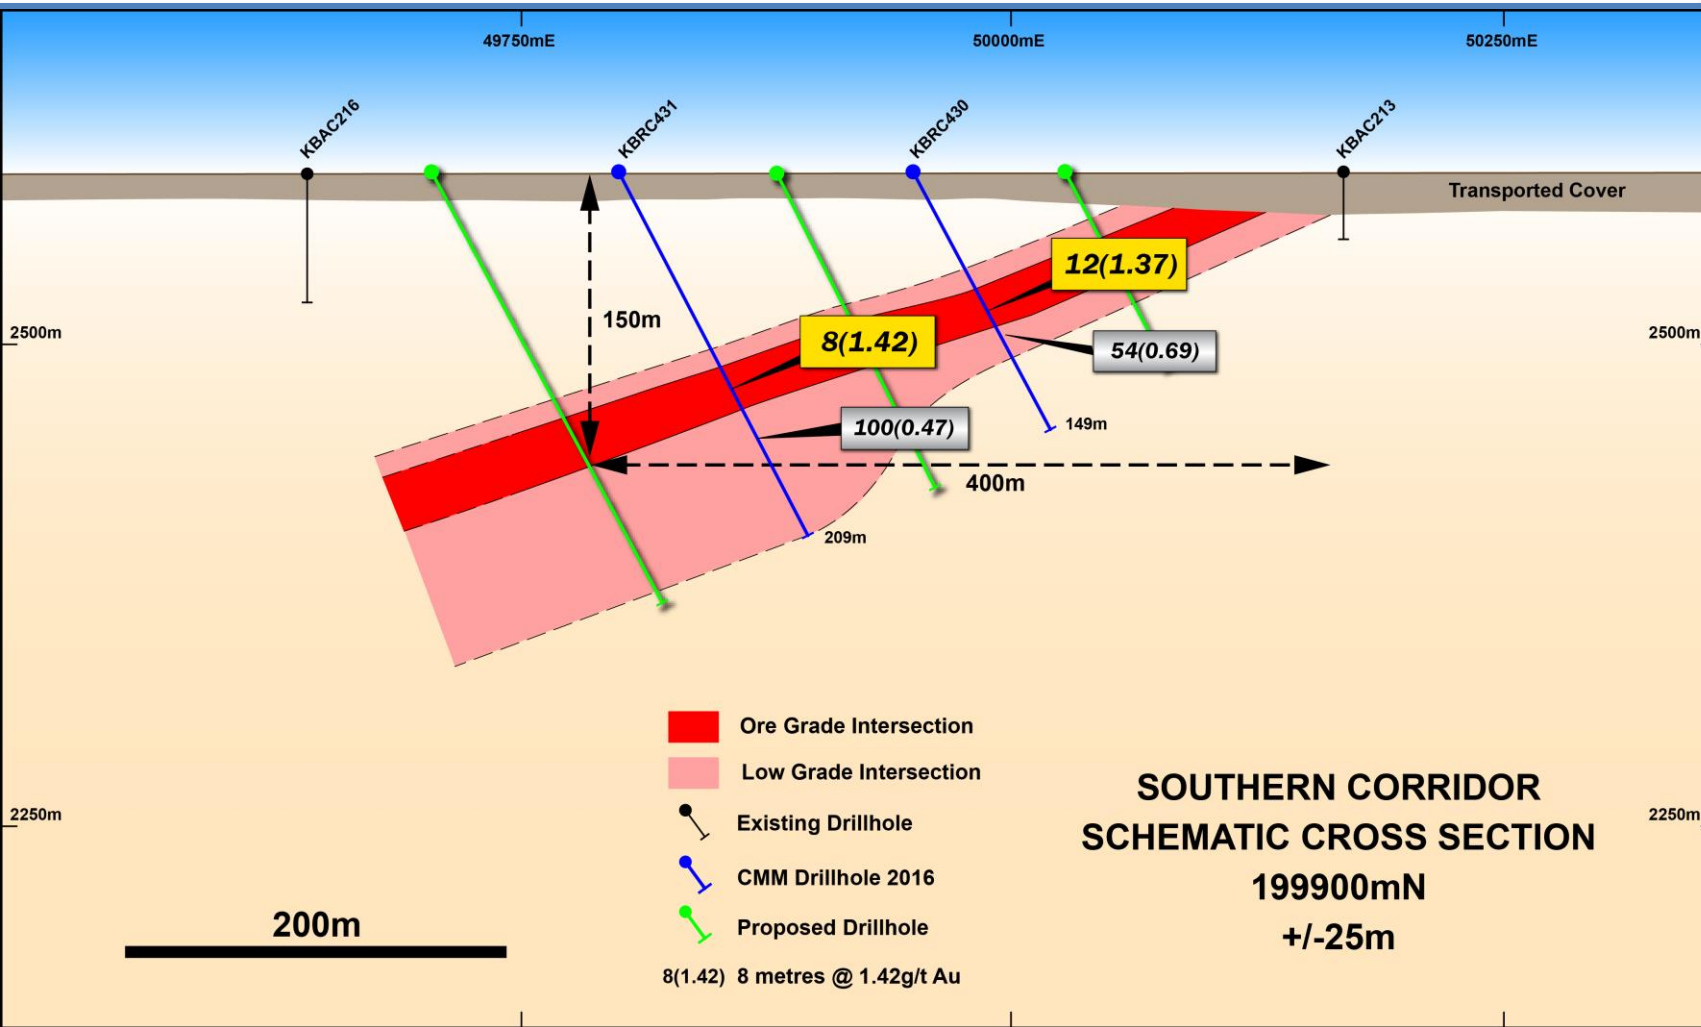 49750mE
50000mE
50250mE
KBAC216
KBRC431
KBRC430
KBAC213
Transported Cover
12(1.37)
150m
2500m
2500m
8(1.42)
54(0.69)
149m
100(0.47)
400m
209m
Ore Grade Intersection
Low Grade Intersection
Existing Drillhole
CMM Drillhole 2016
Proposed Drillhole
8(1.42) 8 metres @ 1.42g/t Au
2250m
2250m
SOUTHERN CORRIDOR
SCHEMATIC CROSS SECTION
199900mN
+/-25m
200m